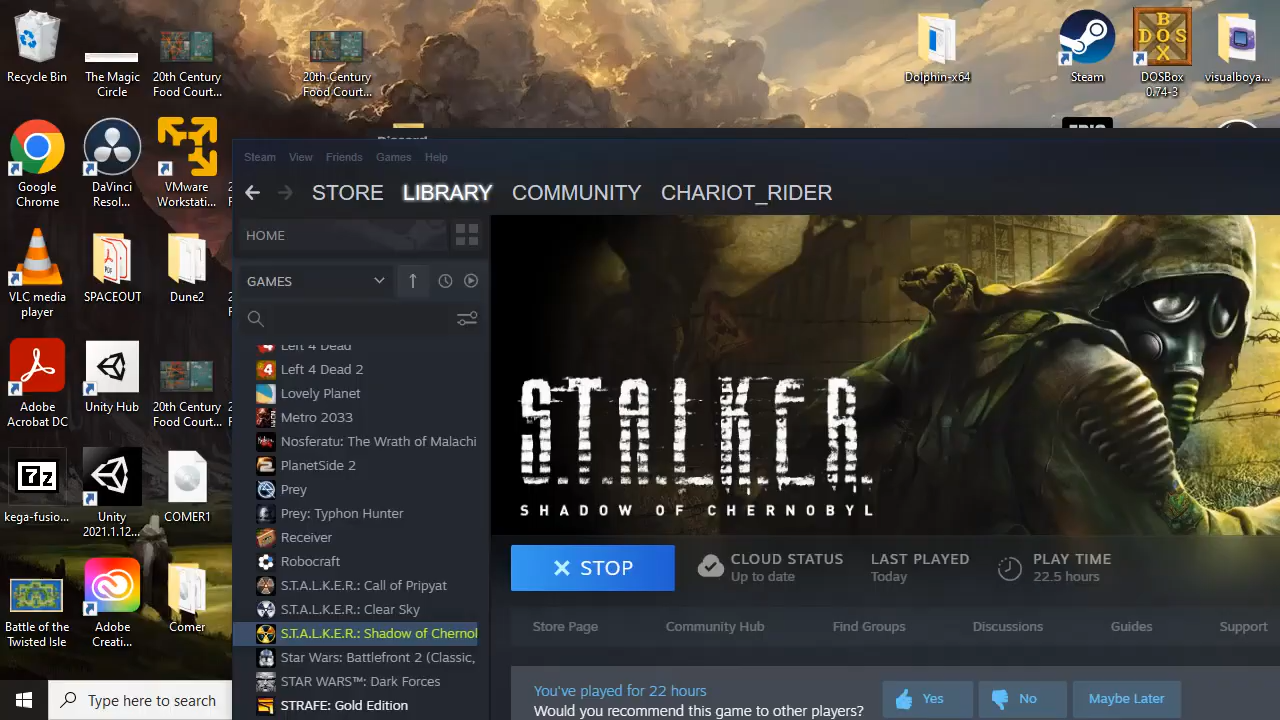 Recycle Bin
The Magic
Circle
20th Century
Food Court...
20th Century
Food Court...
Dolphin-x64
Steam
DOS
BOX
DOSBox
0.74-3
visualboya...
Google
Chrome
DaVinci
Resol...
VMware
Workstati...
VLC media
player
PDF
SPACEOUT
Dune2
Adobe
Acrobat DC
Unity Hub
20th Century
Food Court...
7z
kega-fusio...
Unity
2021.1.12...
COMER1
Battle of the
Twisted Isle
Adobe
Creati...
Comer
Type here to search
Steam View Friends Games Help
STORE LIBRARY COMMUNITY CHARIOT_RIDER
HOME
GAMES
Left 4 Dead
Left 4 Dead 2
Lovely Planet
Metro 2033
Nosferatu: The Wrath of Malachi
PlanetSide 2
Prey
Prey: Typhon Hunter
Receiver
Robocraft
S.T.A.L.K.E.R.: Call of Pripyat
S.T.A.L.K.E.R.: Clear Sky
S.T.A.L.K.E.R.: Shadow of Chernol
Star Wars: Battlefront 2 (Classic,
STAR WARS™: Dark Forces
STRAFE: Gold Edition
S.T.A.L.K.E.R.
SHADOW OF CHERNOBYL
STOP
CLOUD STATUS
Up to date
LAST PLAYED
Today
PLAY TIME
22.5 hours
Store Page Community Hub Find Groups Discussions Guides Support
You've played for 22 hours
Would you recommend this game to other players?
Yes No Maybe Later